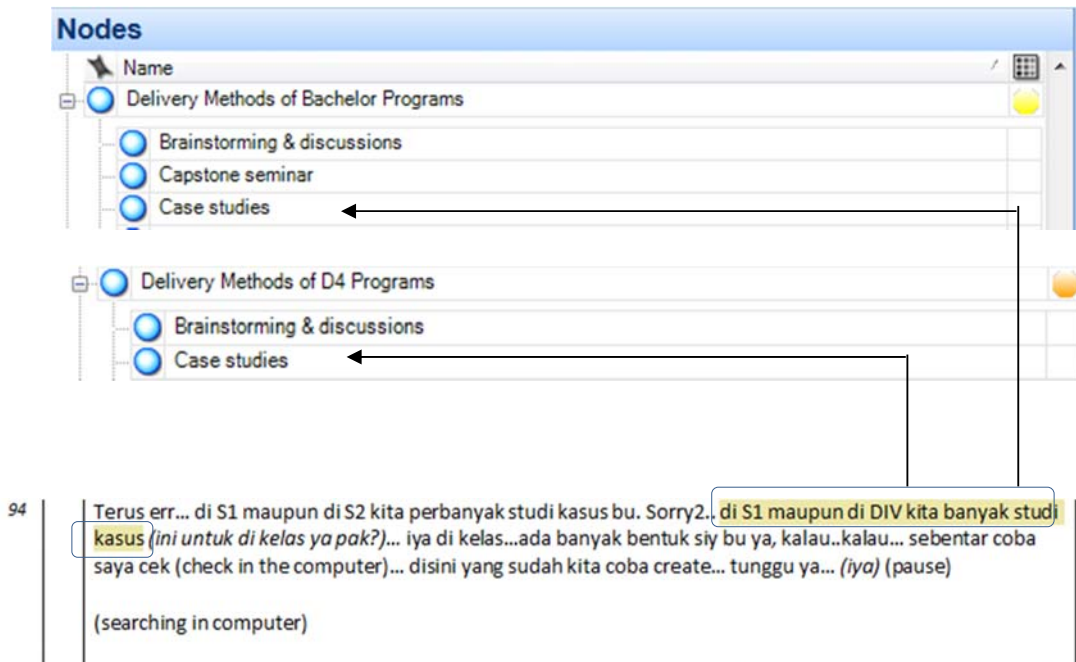 Nodes
Name
Delivery Methods of Bachelor Programs
Brainstorming & discussions
Capstone seminar
Case studies
Delivery Methods of D4 Programs
Brainstorming & discussions
Case studies
94
Terus err... di S1 maupun di S2 kita perbanyak studi kasus bu. Sorry2.. di S1 maupun di DIV kita banyak studi
kasus (ini untuk di kelas ya pak?)... iya di kelas...ada banyak bentuk siy bu ya, kalau..kalau... sebentar coba
saya cek (check in the computer)... disini yang sudah kita coba create... tunggu ya... (iya) (pause)
(searching in computer)